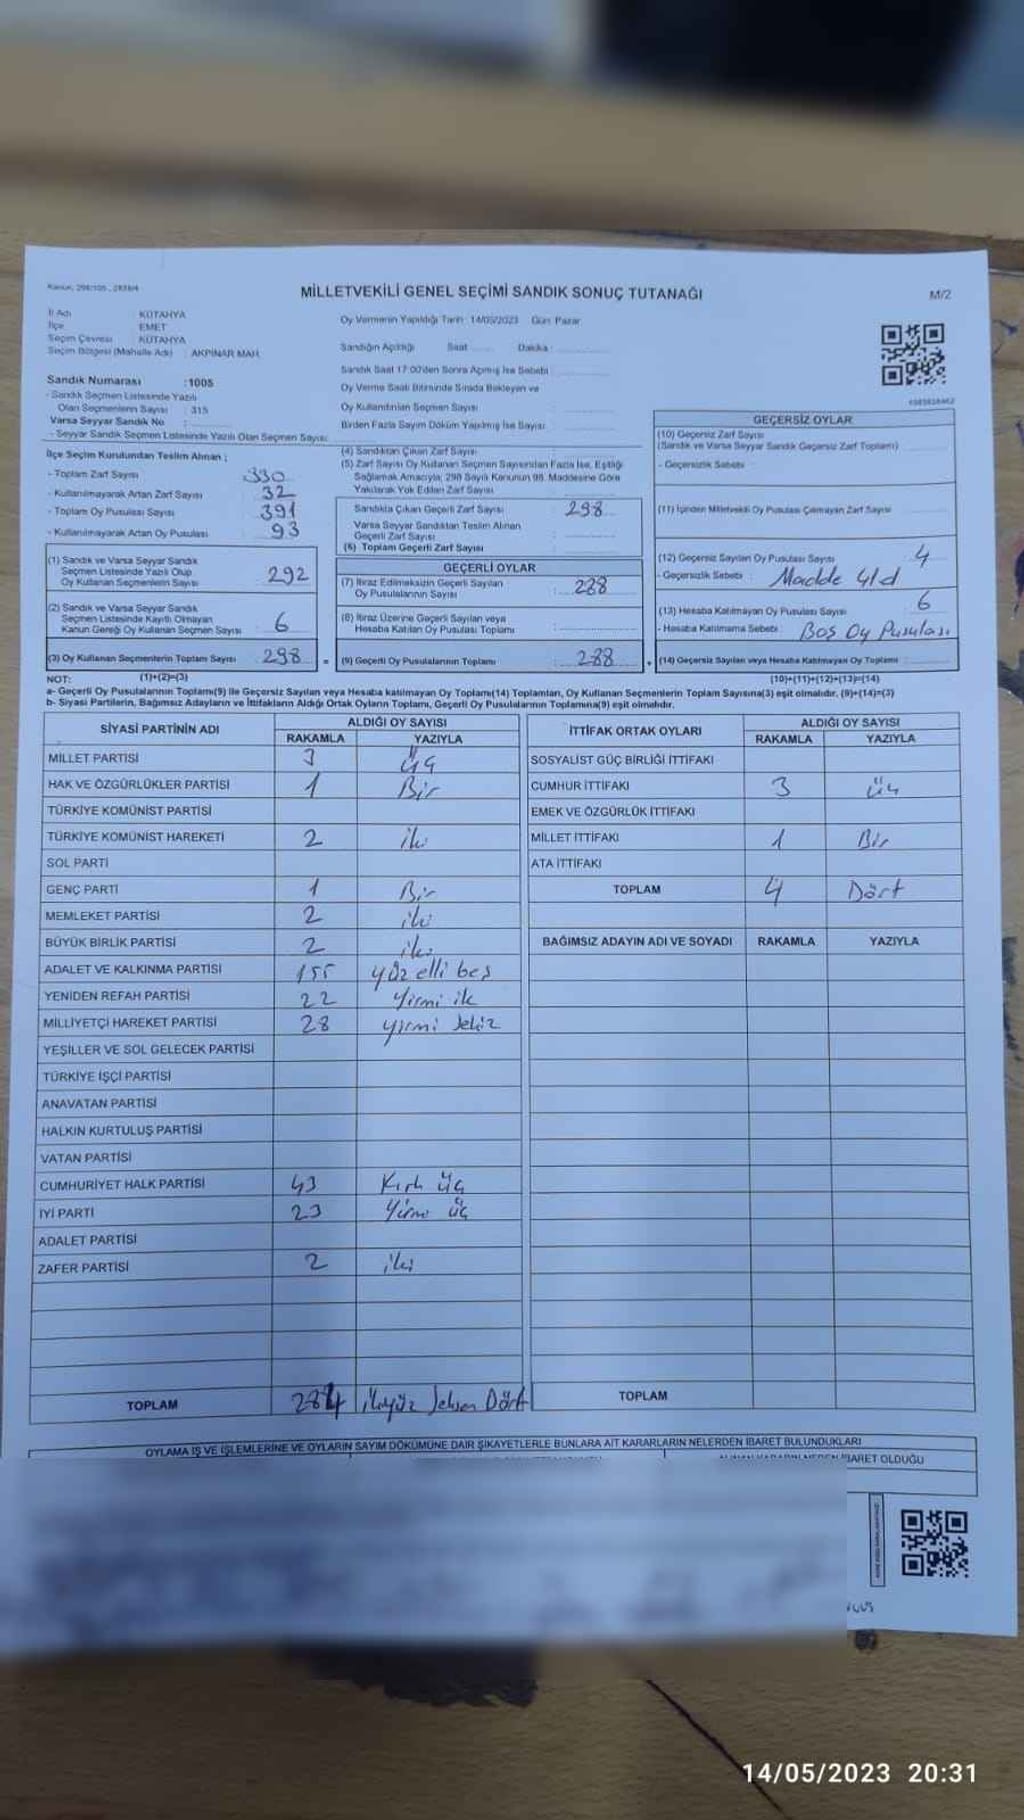 Kanun, 298/105 , 2839/4
MİLLETVEKİLİ GENEL SEÇİMİ SANDIK SONUÇ TUTANAĞI
M/2
İl Adı : KÜTAHYA
İlçe : EMET
Seçim Çevresi : KÜTAHYA
Seçim Bölgesi (Mahalle Adı) : AKPINAR MAH.
Sandık Numarası : 1005
- Sandık Seçmen Listesinde Yazılı
Olan Seçmenlerin Sayısı : 315
Varsa Seyyar Sandık No :
- Seyyar Sandık Seçmen Listesinde Yazılı Olan Seçmen Sayısı:
Oy Vermenin Yapıldığı Tarih: 14/05/2023 Gün: Pazar
Sandığın Açıldığı Saat ...... Dakika :
Sandık Saat 17:00'den Sonra Açılmış İse Sebebi
Oy Verme Saati Bitiminde Sırada Bekleyen ve
Oy Kullandırılan Seçmen Sayısı
Birden Fazla Sayım Döküm Yapılmış İse Sayısı
İlçe Seçim Kurulundan Teslim Alınan ;
- Toplam Zarf Sayısı 330
- Kullanılmayarak Artan Zarf Sayısı 32
- Toplam Oy Pusulası Sayısı 391
- Kullanılmayarak Artan Oy Pusulası 93
(4) Sandıktan Çıkan Zarf Sayısı
(5) Zarf Sayısı Oy Kullanan Seçmen Sayısından Fazla İse, Eşitliği
Sağlamak Amacıyla, 298 Sayılı Kanunun 98. Maddesine Göre
Yakılarak Yok Edilen Zarf Sayısı
Sandıkta Çıkan Geçerli Zarf Sayısı : 298
Varsa Seyyar Sandıktan Teslim Alınan
Geçerli Zarf Sayısı
(6) Toplam Geçerli Zarf Sayısı
GEÇERSİZ OYLAR
(10) Geçersiz Zarf Sayısı
(Sandık ve Varsa Seyyar Sandık Geçersiz Zarf Toplamı)
- Geçersizlik Sebebi
(11) İçinden Milletvekili Oy Pusulası Çıkmayan Zarf Sayısı
(12) Geçersiz Sayılan Oy Pusulası Sayısı 4
- Geçersizlik Sebebi : Madde 4/d
(13) Hesaba Katılmayan Oy Pusulası Sayısı 6
- Hesaba Katılmama Sebebi : Boş Oy Pusulası
(14) Geçersiz Sayılan veya Hesaba Katılmayan Oy Toplamı
(1) Sandık ve Varsa Seyyar Sandık
Seçmen Listesinde Yazılı Olup
Oy Kullanan Seçmenlerin Sayısı : 292
(2) Sandık ve Varsa Seyyar Sandık
Seçmen Listesinde Kayıtlı Olmayan
Kanun Gereği Oy Kullanan Seçmen Sayısı 6
(3) Oy Kullanan Seçmenlerin Toplam Sayısı 298 =
GEÇERLİ OYLAR
(7) İtiraz Edilmeksizin Geçerli Sayılan
Oy Pusulalarının Sayısı : 288
(8) İtiraz Üzerine Geçerli Sayılan veya
Hesaba Katılan Oy Pusulası Toplamı
(9) Geçerli Oy Pusulalarının Toplamı 288 +
NOT: (1)+(2)=(3)
(10)+(11)+(12)+(13)=(14)
a- Geçerli Oy Pusulalarının Toplamı(9) ile Geçersiz Sayılan veya Hesaba katılmayan Oy Toplamı(14) Toplamları, Oy Kullanan Seçmenlerin Toplam Sayısına(3) eşit olmalıdır. (9)+(14)=(3)
b- Siyasi Partilerin, Bağımsız Adayların ve İttifakların Aldığı Ortak Oyların Toplamı, Geçerli Oy Pusulalarının Toplamına(9) eşit olmalıdır.
SİYASİ PARTİNİN ADI ALDIĞI OY SAYISI
RAKAMLA YAZIYLA
MİLLET PARTİSİ 3 üç
HAK VE ÖZGÜRLÜKLER PARTİSİ 1 Bir
TÜRKİYE KOMÜNİST PARTİSİ
TÜRKİYE KOMÜNİST HAREKETİ 2 iki
SOL PARTİ
GENÇ PARTİ 1 Bir
MEMLEKET PARTİSİ 2 iki
BÜYÜK BİRLİK PARTİSİ 2 iki
ADALET VE KALKINMA PARTİSİ 155 yüz elli beş
YENİDEN REFAH PARTİSİ 22 Yirmi ik
MİLLİYETÇİ HAREKET PARTİSİ 28 yirmi sekiz
YEŞİLLER VE SOL GELECEK PARTİSİ
TÜRKİYE İŞÇİ PARTİSİ
ANAVATAN PARTİSİ
HALKIN KURTULUŞ PARTİSİ
VATAN PARTİSİ
CUMHURİYET HALK PARTİSİ 43 Kırk üç
İYİ PARTİ 23 Yirmi üç
ADALET PARTİSİ
ZAFER PARTİSİ 2 iki
TOPLAM 284 ikiyüz seksen Dört
İTTİFAK ORTAK OYLARI ALDIĞI OY SAYISI
RAKAMLA YAZIYLA
SOSYALİST GÜÇ BİRLİĞİ İTTİFAKI
CUMHUR İTTİFAKI 3 üç
EMEK VE ÖZGÜRLÜK İTTİFAKI
MİLLET İTTİFAKI 1 Bir
ATA İTTİFAKI
TOPLAM 4 Dört
BAĞIMSIZ ADAYIN ADI VE SOYADI RAKAMLA YAZIYLA
TOPLAM
OYLAMA İŞ VE İŞLEMLERİNE VE OYLARIN SAYIM DÖKÜMÜNE DAİR ŞİKAYETLERLE BUNLARA AİT KARARLARIN NELERDEN İBARET BULUNDUKLARI
İBARET OLDUĞU
14/05/2023 20:31